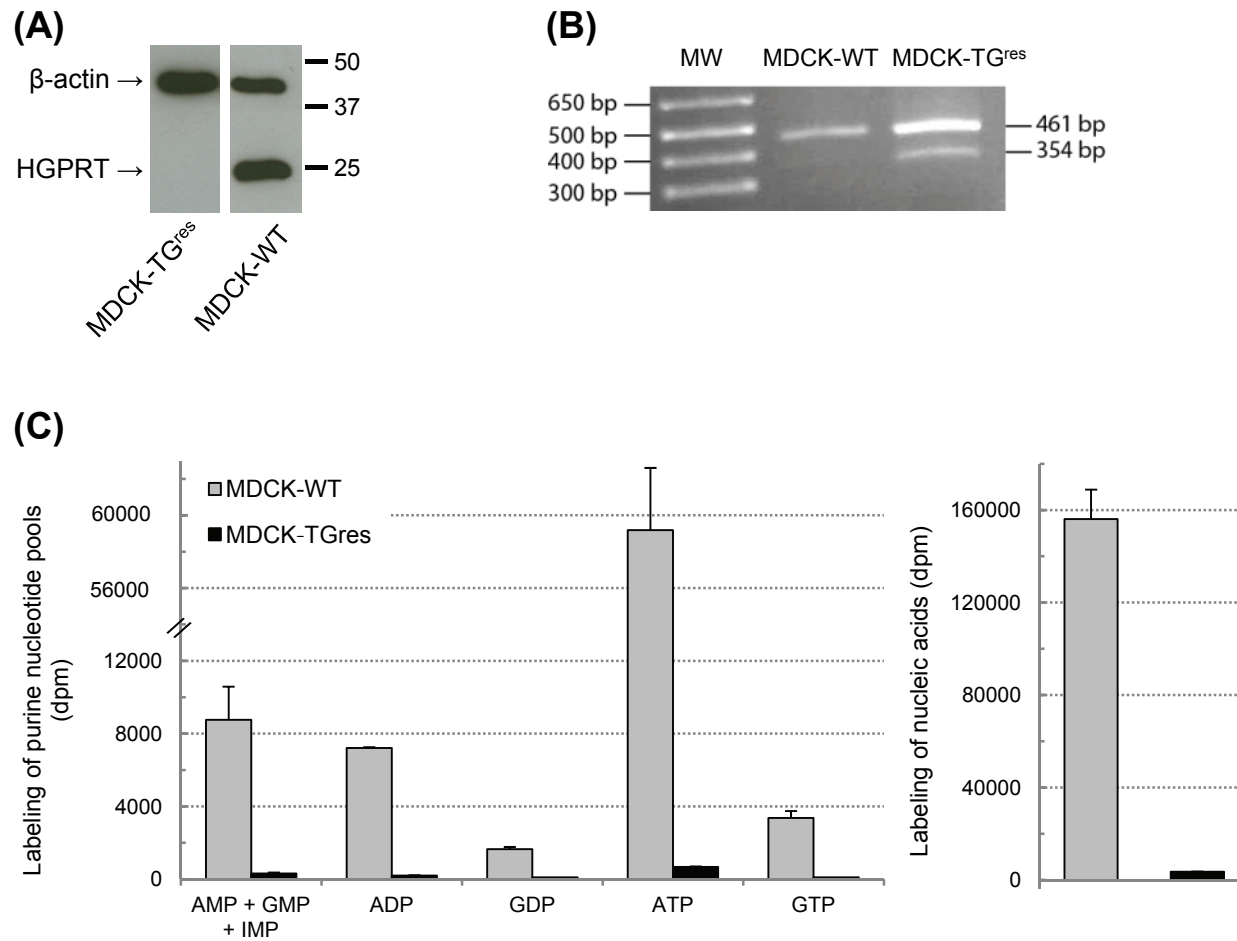 (A)
β-actin →
HGPRT →
50
37
25
MDCK-TGres
MDCK-WT
(B)
MW MDCK-WT MDCK-TGres
650 bp
500 bp
400 bp
300 bp
461 bp
354 bp
(C)
Labeling of purine nucleotide pools
(dpm)
MDCK-WT
MDCK-TGres
60000
56000
12000
8000
4000
0
AMP + GMP
+ IMP
ADP
GDP
ATP
GTP
Labeling of nucleic acids (dpm)
160000
120000
80000
40000
0